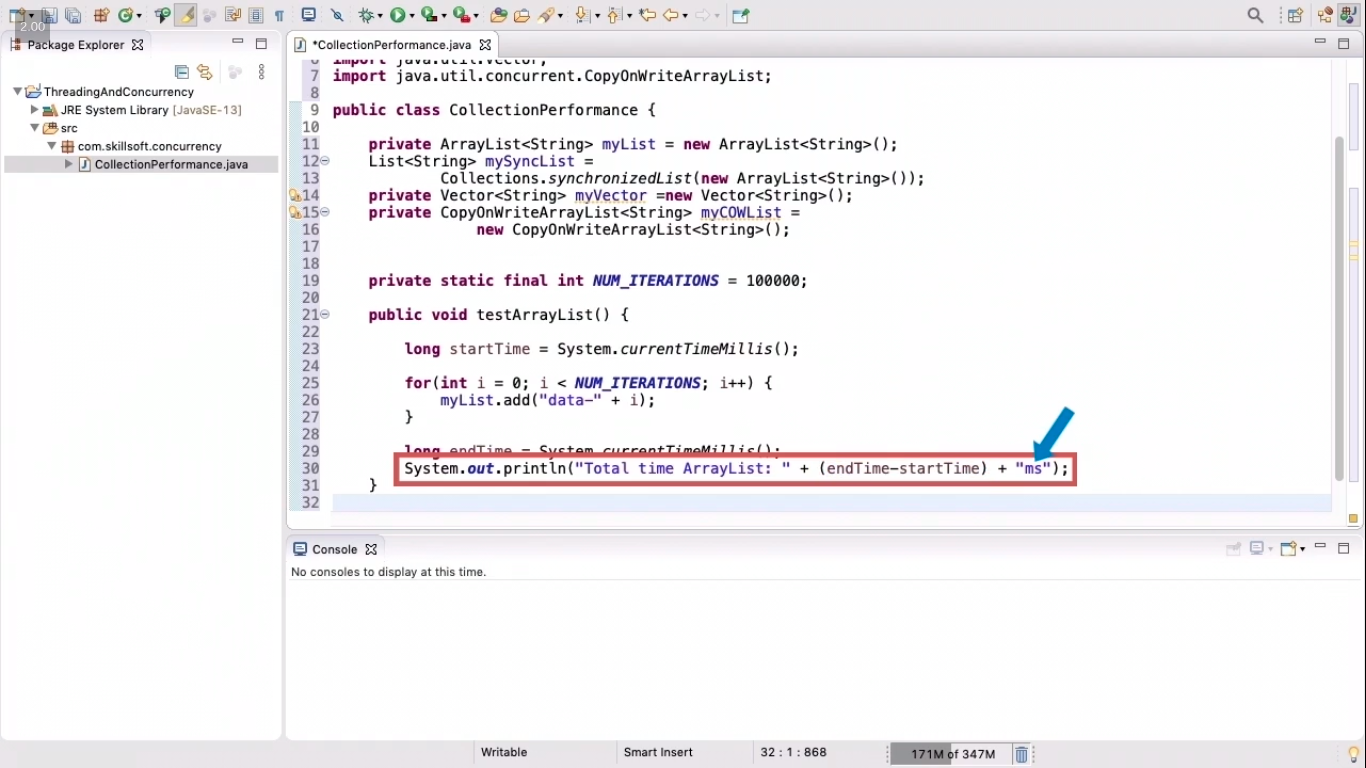 2.00
Package Explorer
*CollectionPerformance.java
ThreadingAndConcurrency
JRE System Library [JavaSE-13]
src
com.skillsoft.concurrency
CollectionPerformance.java
6 import java.util.Vector;
7 import java.util.concurrent.CopyOnWriteArrayList;
8
9 public class CollectionPerformance {
10
11 private ArrayList<String> myList = new ArrayList<String>();
12 List<String> mySyncList =
13 Collections.synchronizedList(new ArrayList<String>());
14 private Vector<String> myVector =new Vector<String>();
15 private CopyOnWriteArrayList<String> myCOWList =
16 new CopyOnWriteArrayList<String>();
17
18
19 private static final int NUM_ITERATIONS = 100000;
20
21 public void testArrayList() {
22
23 long startTime = System.currentTimeMillis();
24
25 for(int i = 0; i < NUM_ITERATIONS; i++) {
26 myList.add("data-" + i);
27 }
28
29 long endTime = System.currentTimeMillis();
30 System.out.println("Total time ArrayList: " + (endTime-startTime) + "ms");
31 }
32
Console
No consoles to display at this time.
Writable
Smart Insert
32 : 1 : 868
171M of 347M